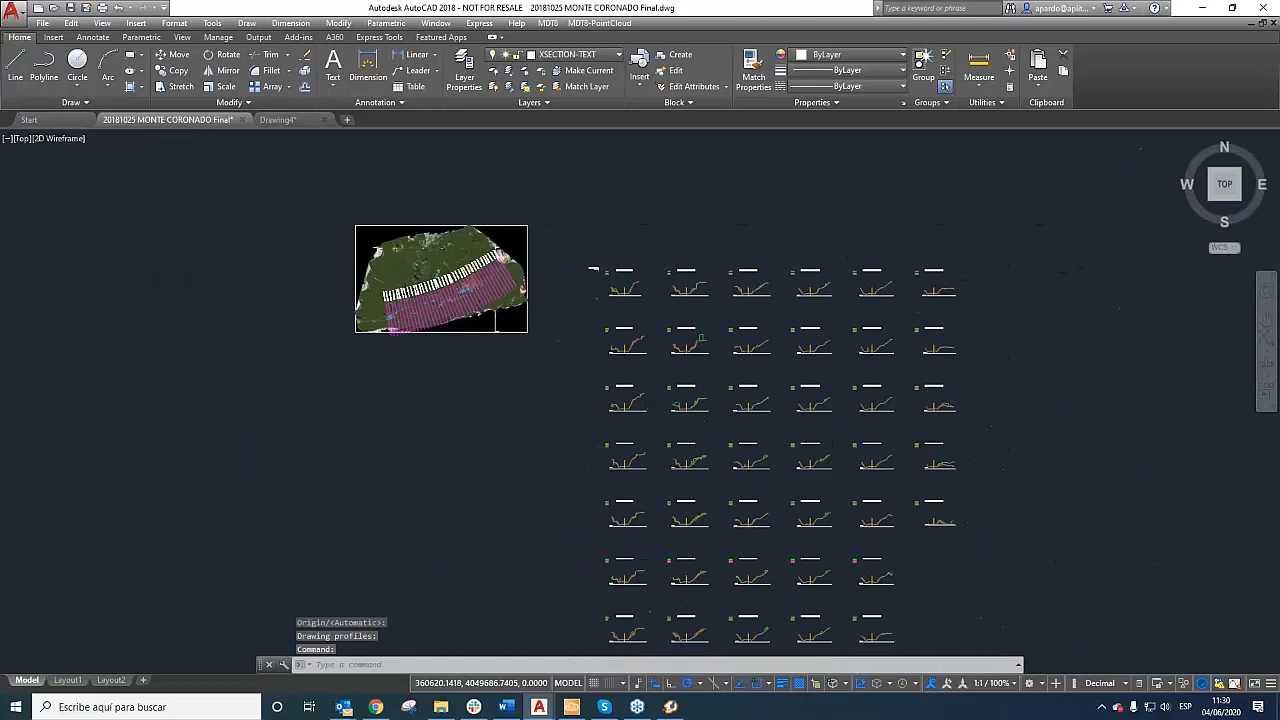 Autodesk AutoCAD 2018 - NOT FOR RESALE 20181025 MONTE CORONADO Final.dwg
Type a keyword or phrase
apardo@aplit...
File Edit View Insert Format Tools Draw Dimension Modify Parametric Window Express Help MDT8 MDT8-PointCloud
Home Insert Annotate Parametric View Manage Output Add-ins A360 Express Tools Featured Apps
Line Polyline Circle Arc
Move Rotate Trim
Copy Mirror Fillet
Stretch Scale Array
Text Dimension
Linear
Leader
Table
Layer Properties
XSECTION-TEXT
Make Current
Match Layer
Insert
Create
Edit
Edit Attributes
Match Properties
ByLayer
ByLayer
ByLayer
Group
Measure
Paste
Draw Modify Annotation Layers Block Properties Groups Utilities Clipboard
Start 20181025 MONTE CORONADO Final* Drawing4*
[−][Top][2D Wireframe]
N
W TOP E
S
WCS
Origin/<Automatic>:
Drawing profiles:
Command:
Type a command
Model Layout1 Layout2
360620.1418, 4049686.7405, 0.0000 MODEL
1:1 / 100%
Decimal
Escribe aquí para buscar
ESP
11:30
04/06/2020